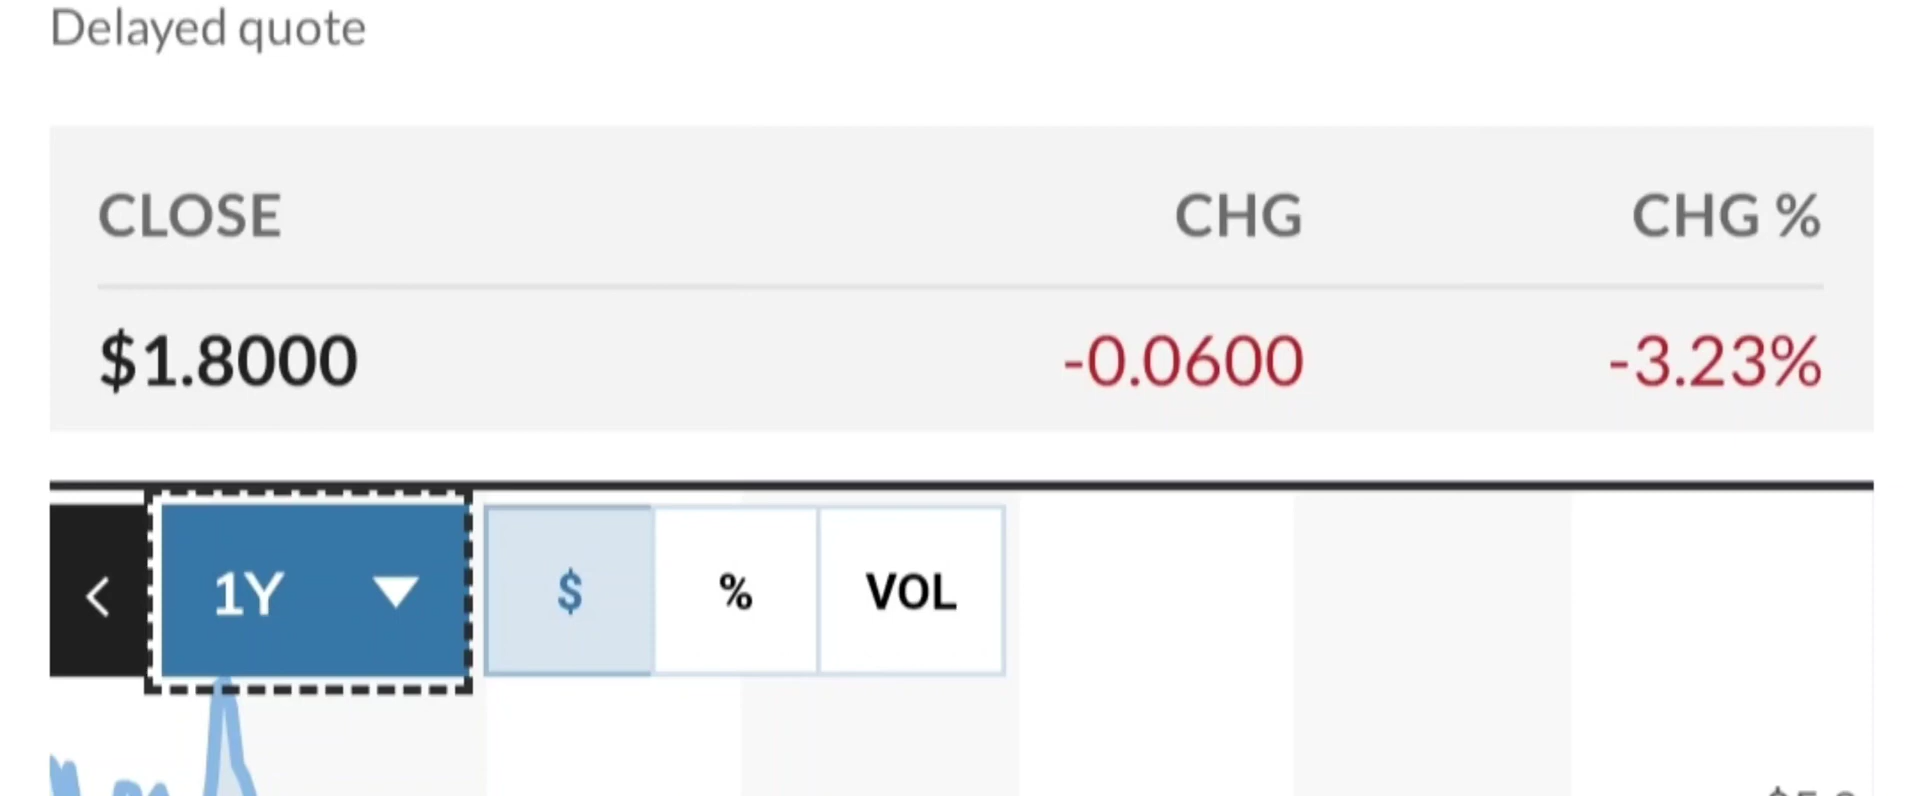 Delayed quote
CLOSE CHG CHG %
$1.8000 -0.0600 -3.23%
1Y $ % VOL